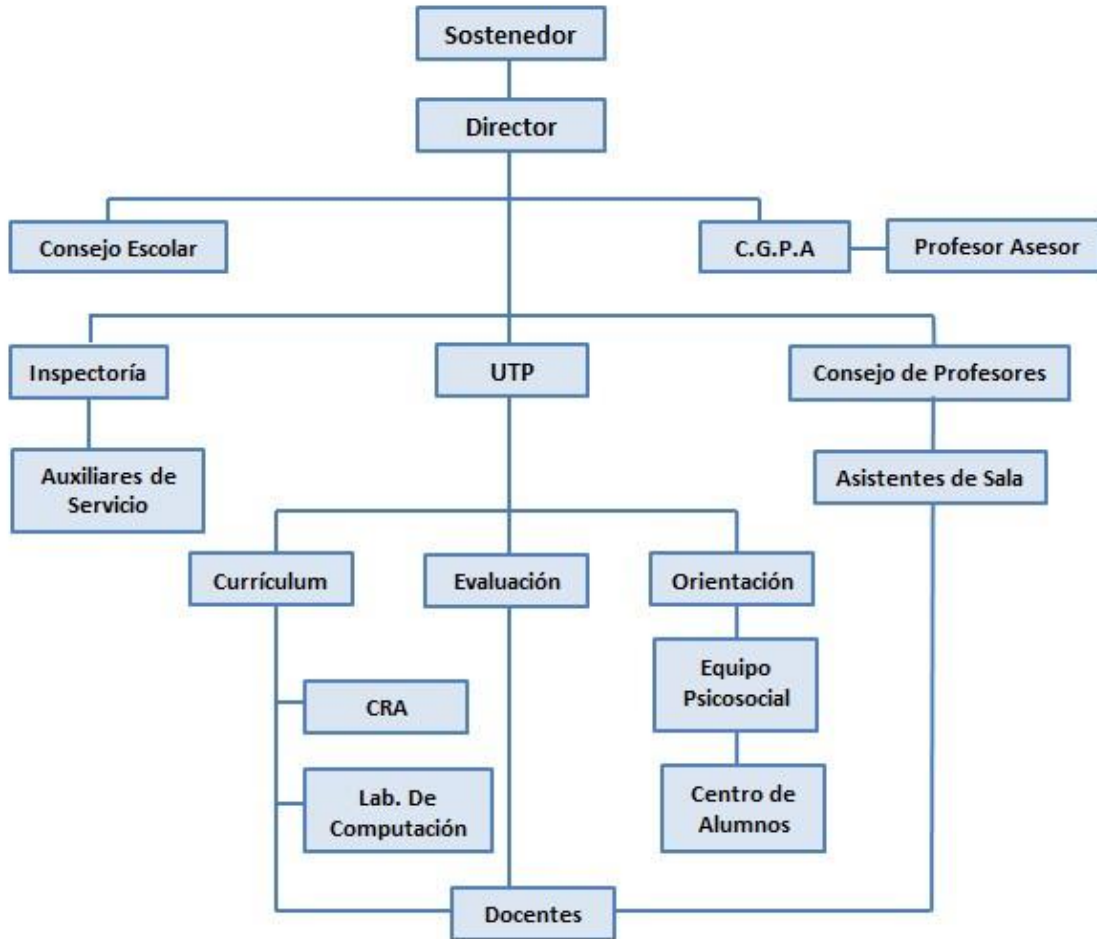 Sostenedor
Director
Consejo Escolar
C.G.P.A
Profesor Asesor
Inspectoría
UTP
Consejo de Profesores
Auxiliares de
Servicio
Asistentes de Sala
Currículum
Evaluación
Orientación
Equipo
Psicosocial
CRA
Lab. De
Computación
Centro de
Alumnos
Docentes